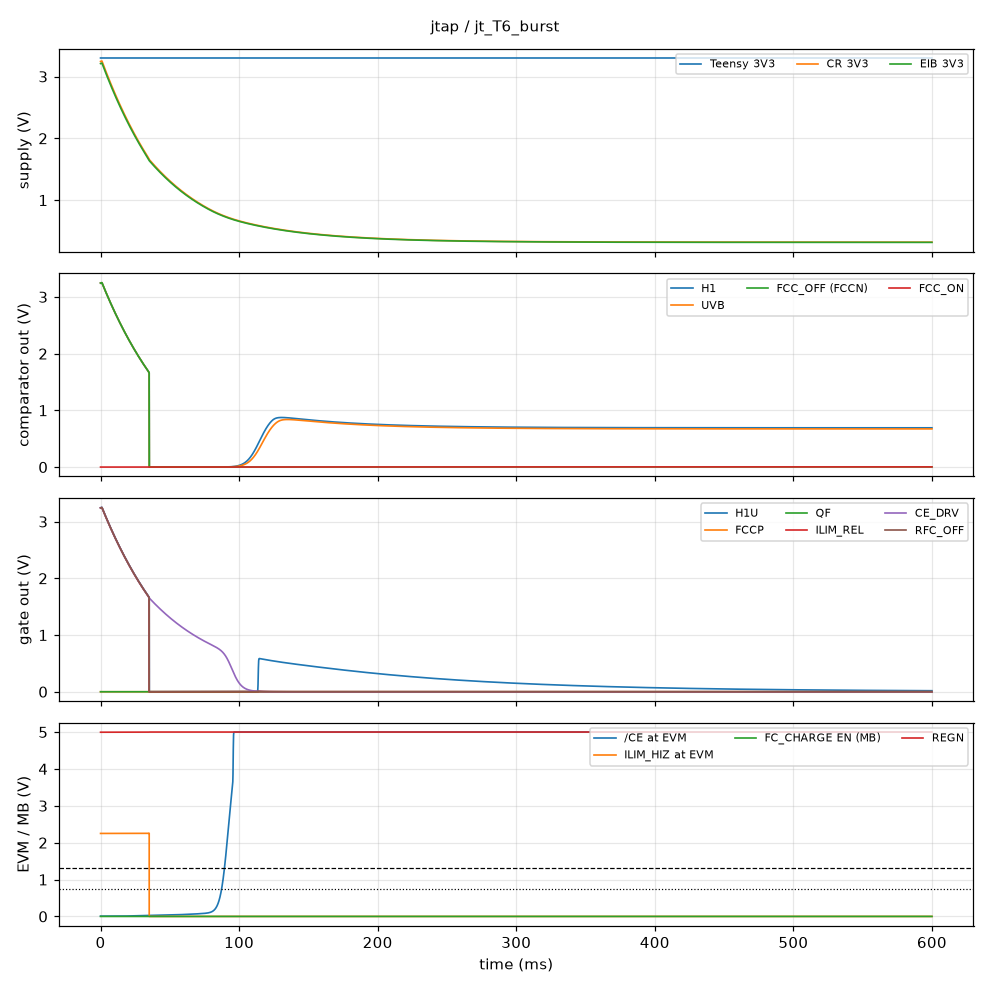 jtap / jt_T6_burst
Teensy 3V3 CR 3V3 EIB 3V3
supply (V)
3
2
1
H1 FCC_OFF (FCCN) FCC_ON
UVB
comparator out (V)
3
2
1
0
H1U QF CE_DRV
FCCP ILIM_REL RFC_OFF
gate out (V)
3
2
1
0
/CE at EVM FC_CHARGE EN (MB) REGN
ILIM_HIZ at EVM
EVM / MB (V)
5
4
3
2
1
0
0 100 200 300 400 500 600
time (ms)